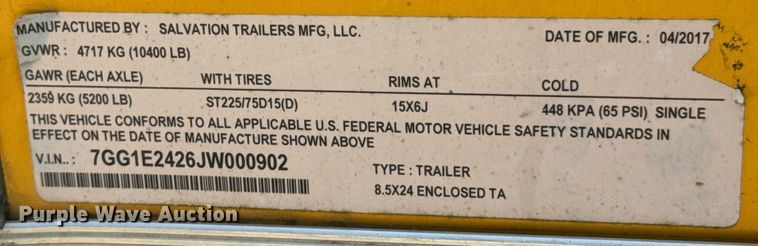 MANUFACTURED BY : SALVATION TRAILERS MFG, LLC.
DATE OF MFG. : 04/2017
GVWR : 4717 KG (10400 LB)
GAWR (EACH AXLE) WITH TIRES RIMS AT COLD
2359 KG (5200 LB) ST225/75D15(D) 15X6J 448 KPA (65 PSI) SINGLE
THIS VEHICLE CONFORMS TO ALL APPLICABLE U.S. FEDERAL MOTOR VEHICLE SAFETY STANDARDS IN
EFFECT ON THE DATE OF MANUFACTURE SHOWN ABOVE
V.I.N.. : 7GG1E2426JW000902
TYPE : TRAILER
8.5X24 ENCLOSED TA
Purple Wave Auction